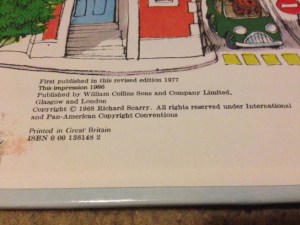 First published in this revised edition 1977
This impression 1986
Published by William Collins Sons and Company Limited,
Glasgow and London
Copyright © 1968 Richard Scarry. All rights reserved under International
and Pan-American Copyright Conventions
Printed in Great Britain
ISBN 0 00 138148 2